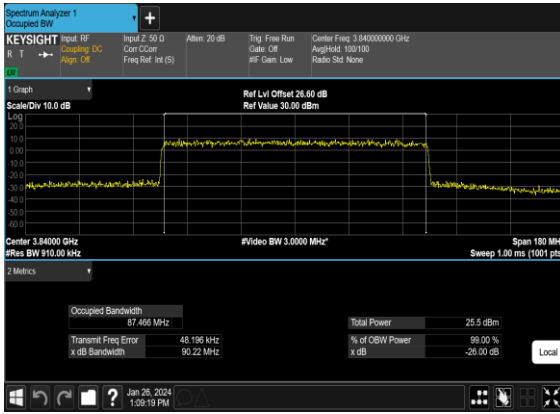 Spectrum Analyzer 1
Occupied BW
+
KEYSIGHT Input: RF Input Z: 50 Ω Atten: 20 dB Trig: Free Run Center Freq: 3.840000000 GHz
R T Coupling: DC Corr CCorr Gate: Off Avg|Hold: 100/100
Align: Off Freq Ref: Int (S) #IF Gain: Low Radio Std: None
LXI
1 Graph
Ref Lvl Offset 26.60 dB
Scale/Div 10.0 dB Ref Value 30.00 dBm
Log
20.0
10.0
0.00
-10.0
-20.0
-30.0
-40.0
-50.0
-60.0
Center 3.84000 GHz #Video BW 3.0000 MHz* Span 180 MH
#Res BW 910.00 kHz Sweep 1.00 ms (1001 pts
2 Metrics
Occupied Bandwidth
87.466 MHz Total Power 25.5 dBm
Transmit Freq Error 48.196 kHz % of OBW Power 99.00 %
x dB Bandwidth 90.22 MHz x dB -26.00 dB
Local
?
Jan 26, 2024
1:09:19 PM